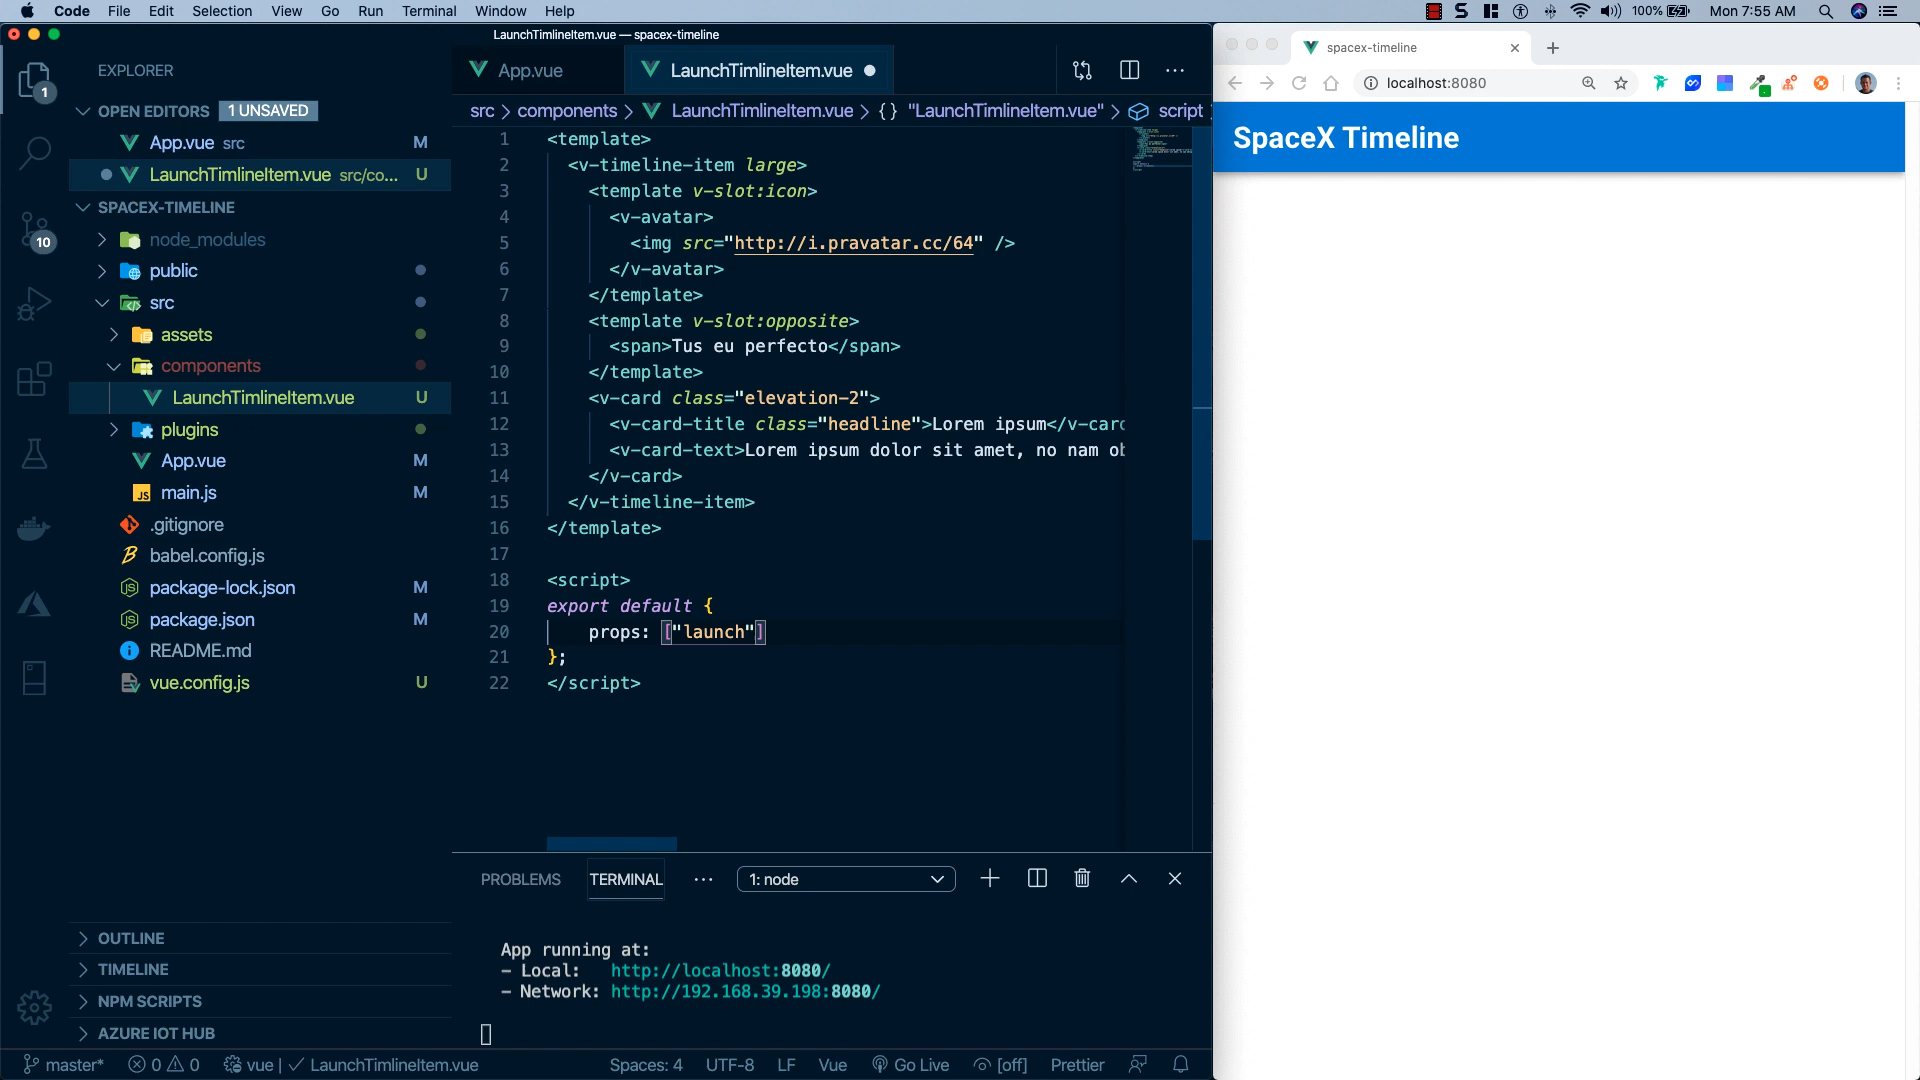 Code File Edit Selection View Go Run Terminal Window Help
100% Mon 7:55 AM
LaunchTimlineItem.vue — spacex-timeline
EXPLORER
1
OPEN EDITORS 1 UNSAVED
App.vue src M
LaunchTimlineItem.vue src/co... U
SPACEX-TIMELINE
10
node_modules
public
src
assets
components
LaunchTimlineItem.vue U
plugins
App.vue M
JS main.js M
.gitignore
babel.config.js
package-lock.json M
package.json M
README.md
vue.config.js U
OUTLINE
TIMELINE
NPM SCRIPTS
AZURE IOT HUB
App.vue LaunchTimlineItem.vue
src > components > LaunchTimlineItem.vue > {} "LaunchTimlineItem.vue" > script
1 <template>
2 <v-timeline-item large>
3 <template v-slot:icon>
4 <v-avatar>
5 <img src="http://i.pravatar.cc/64" />
6 </v-avatar>
7 </template>
8 <template v-slot:opposite>
9 <span>Tus eu perfecto</span>
10 </template>
11 <v-card class="elevation-2">
12 <v-card-title class="headline">Lorem ipsum</v-carc
13 <v-card-text>Lorem ipsum dolor sit amet, no nam ob
14 </v-card>
15 </v-timeline-item>
16 </template>
17
18 <script>
19 export default {
20 props: ["launch"]
21 };
22 </script>
PROBLEMS TERMINAL ... 1: node
App running at:
- Local: http://localhost:8080/
- Network: http://192.168.39.198:8080/
master* 0 0 vue | LaunchTimlineItem.vue Spaces: 4 UTF-8 LF Vue Go Live [off] Prettier
spacex-timeline
localhost:8080
SpaceX Timeline